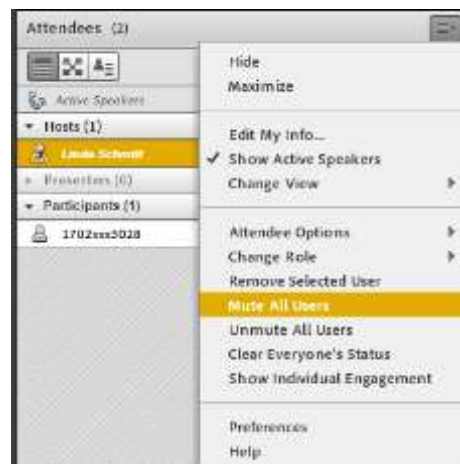 Attendees (2)
Active Speakers
Hosts (1)
Linda Schmitt
Presenters (0)
Participants (1)
1702xxx3028
Hide
Maximize
Edit My Info...
Show Active Speakers
Change View
Attendee Options
Change Role
Remove Selected User
Mute All Users
Unmute All Users
Clear Everyone's Status
Show Individual Engagement
Preferences
Help